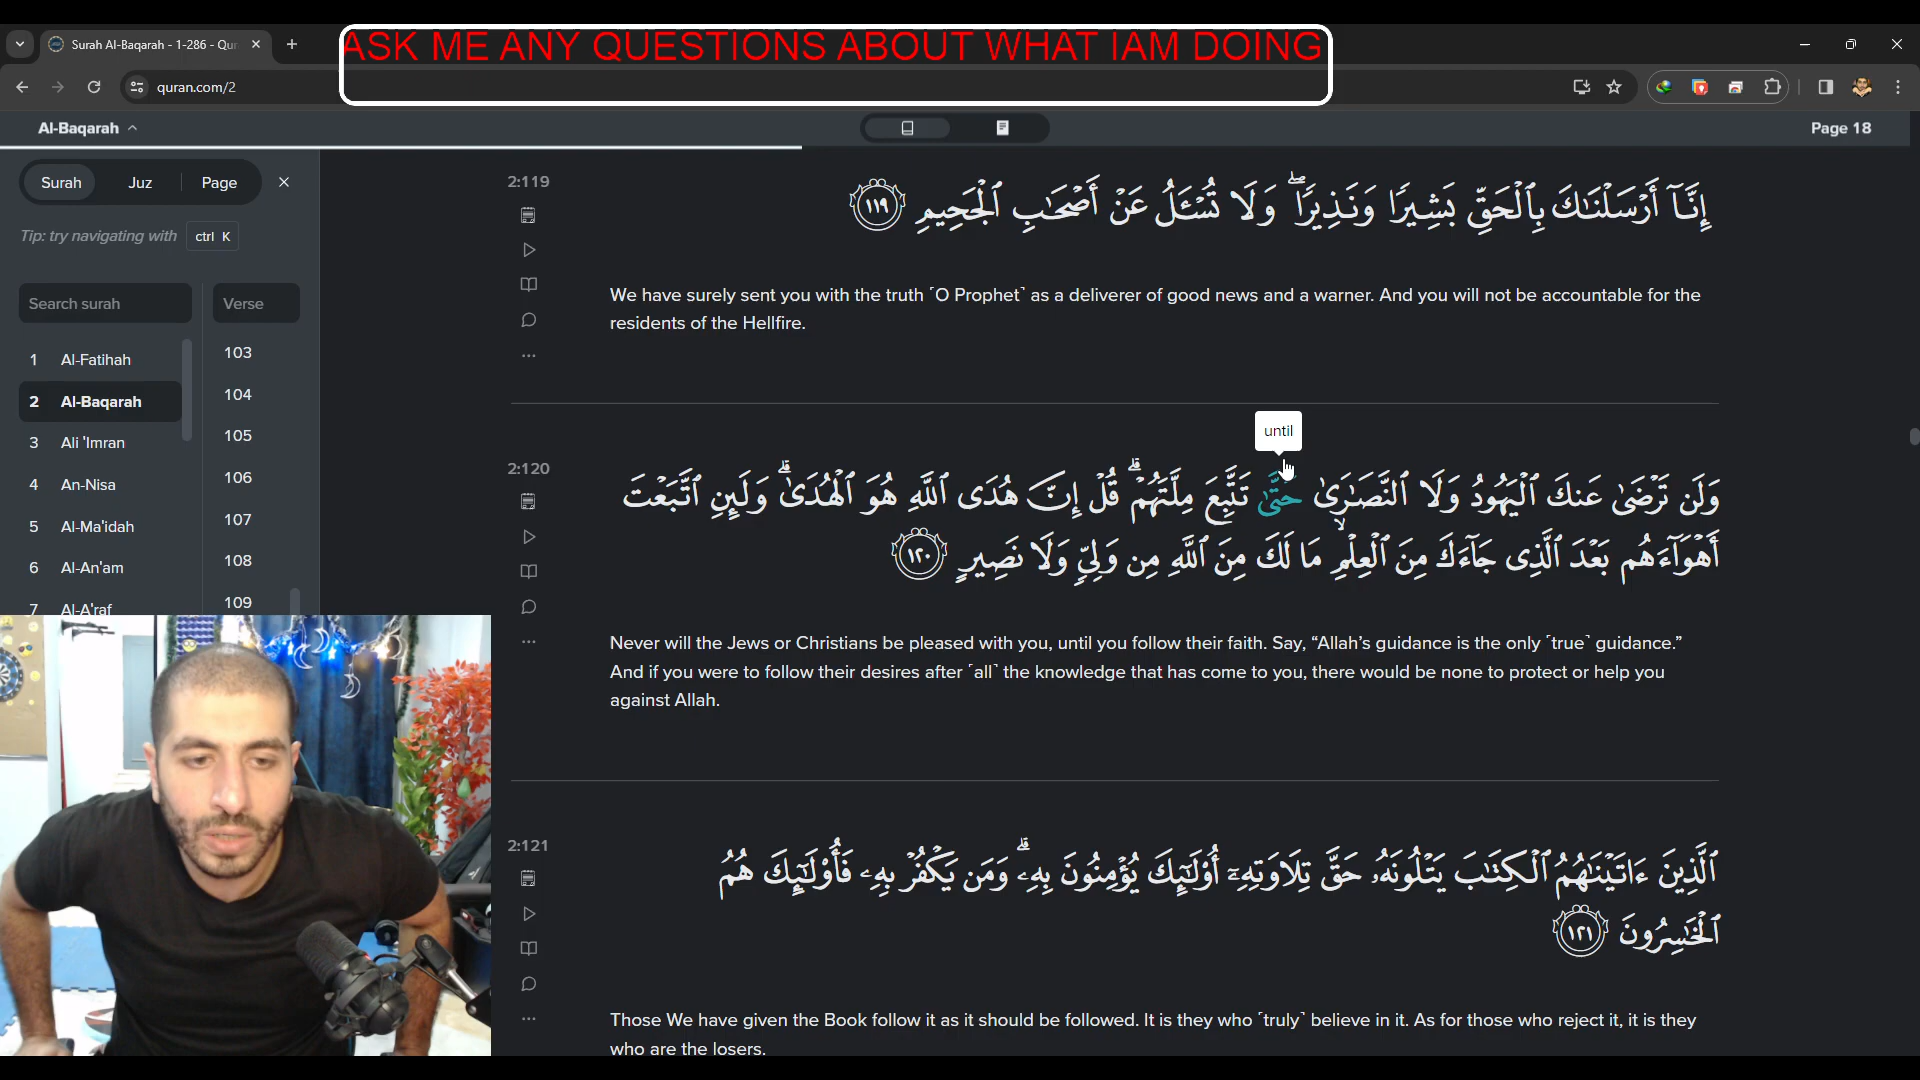 Surah Al-Baqarah - 1-286 - Qur
ASK ME ANY QUESTIONS ABOUT WHAT IAM DOING
quran.com/2
Al-Baqarah
Page 18
Surah
Juz
Page
Tip: try navigating with ctrl K
Search surah
Verse
1 Al-Fatihah
2 Al-Baqarah
3 Ali 'Imran
4 An-Nisa
5 Al-Ma'idah
6 Al-An'am
7 Al-A'raf
103
104
105
106
107
108
109
2:119
إِنَّآ أَرْسَلْنَـٰكَ بِٱلْحَقِّ بَشِيرًا وَنَذِيرًا ۖ وَلَا تُسْـَٔلُ عَنْ أَصْحَـٰبِ ٱلْجَحِيمِ ١١٩
We have surely sent you with the truth ˹O Prophet˺ as a deliverer of good news and a warner. And you will not be accountable for the
residents of the Hellfire.
until
2:120
وَلَن تَرْضَىٰ عَنكَ ٱلْيَهُودُ وَلَا ٱلنَّصَـٰرَىٰ حَتَّىٰ تَتَّبِعَ مِلَّتَهُمْ ۗ قُلْ إِنَّ هُدَى ٱللَّهِ هُوَ ٱلْهُدَىٰ ۗ وَلَئِنِ ٱتَّبَعْتَ
أَهْوَآءَهُم بَعْدَ ٱلَّذِى جَآءَكَ مِنَ ٱلْعِلْمِ ۙ مَا لَكَ مِنَ ٱللَّهِ مِن وَلِىٍّ وَلَا نَصِيرٍ ١٢٠
Never will the Jews or Christians be pleased with you, until you follow their faith. Say, “Allah’s guidance is the only ˹true˺ guidance.”
And if you were to follow their desires after ˹all˺ the knowledge that has come to you, there would be none to protect or help you
against Allah.
2:121
ٱلَّذِينَ ءَاتَيْنَـٰهُمُ ٱلْكِتَـٰبَ يَتْلُونَهُۥ حَقَّ تِلَاوَتِهِۦٓ أُو۟لَـٰٓئِكَ يُؤْمِنُونَ بِهِۦ ۗ وَمَن يَكْفُرْ بِهِۦ فَأُو۟لَـٰٓئِكَ هُمُ
ٱلْخَـٰسِرُونَ ١٢١
Those We have given the Book follow it as it should be followed. It is they who ˹truly˺ believe in it. As for those who reject it, it is they
who are the losers.